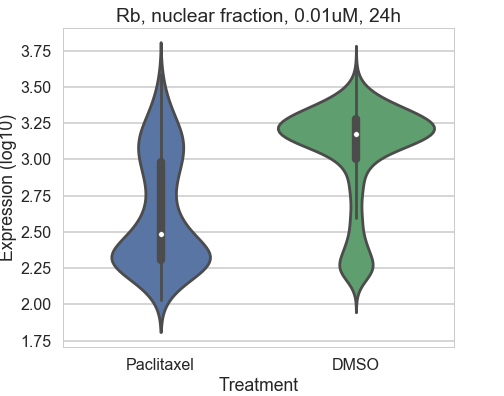 Rb, nuclear fraction, 0.01uM, 24h
Expression (log10)
3.75
3.50
3.25
3.00
2.75
2.50
2.25
2.00
1.75
Paclitaxel DMSO
Treatment